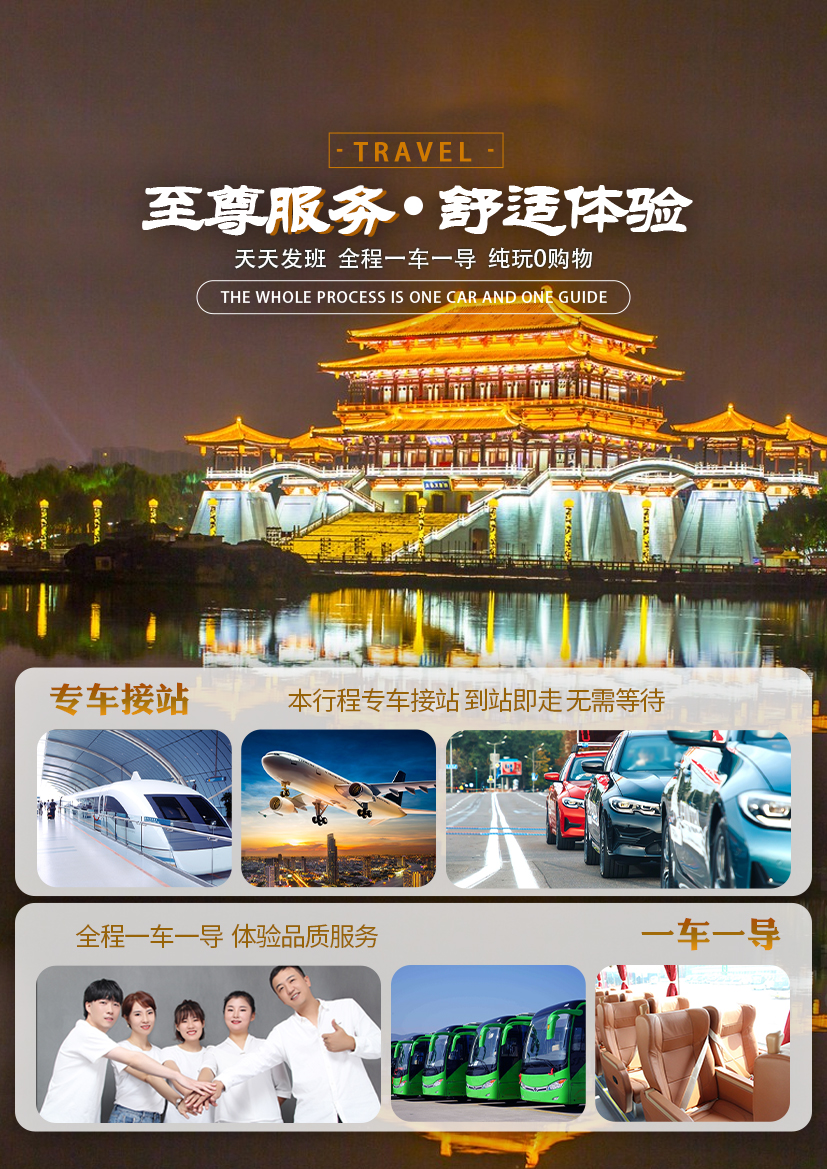 - TRAVEL -
至尊服务·舒适体验
天天发班 全程一车一导 纯玩0购物
THE WHOLE PROCESS IS ONE CAR AND ONE GUIDE
专车接站
本行程专车接站 到站即走 无需等待
全程一车一导 体验品质服务
一车一导